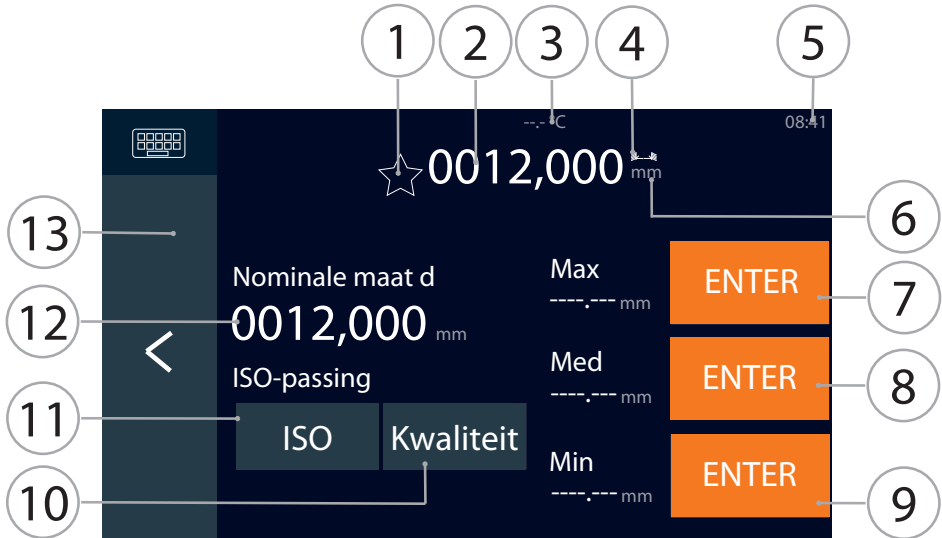 1 2 3 4 5
--.- °C 08:41
0012,000 mm
6
13
Nominale maat d
Max
----.--- mm
ENTER
7
12
0012,000 mm
<
Med
----.--- mm
ENTER
8
ISO-passing
11
ISO Kwaliteit
Min
----.--- mm
ENTER
10
9